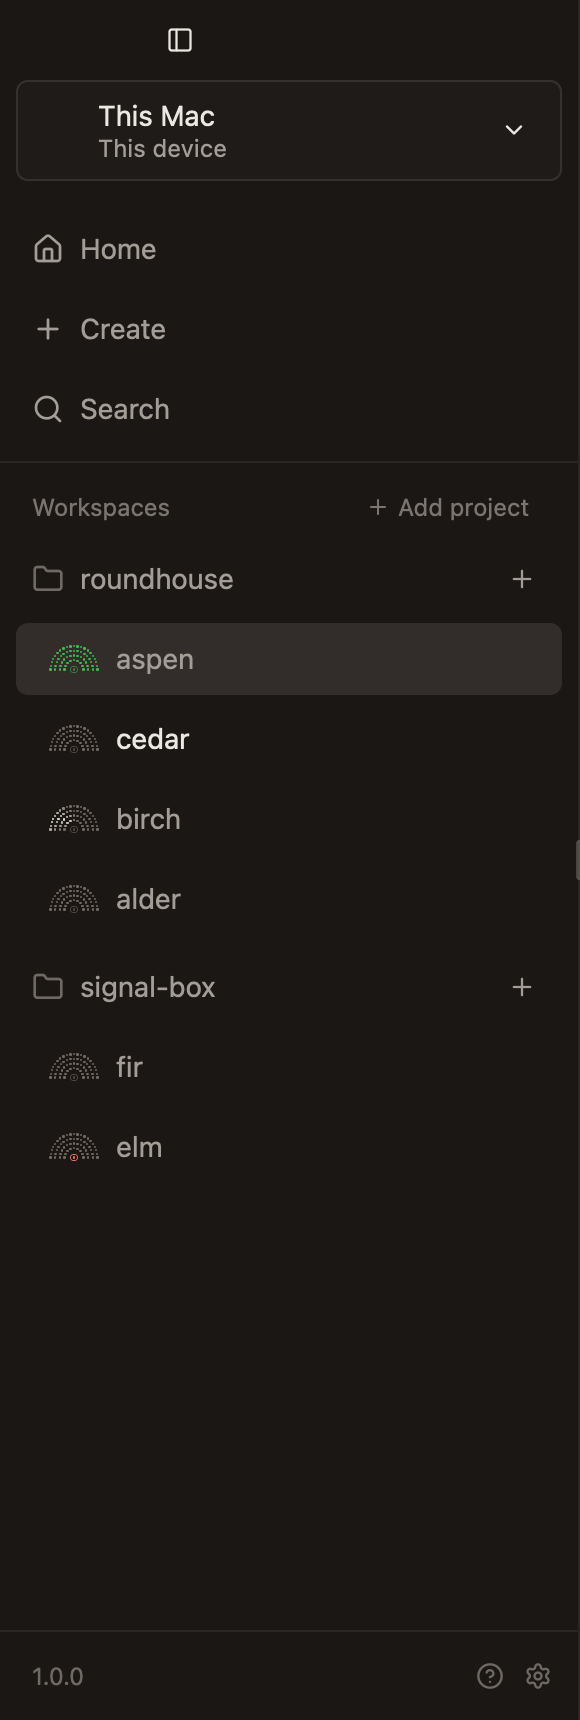 This Mac
This device
Home
Create
Search
Workspaces
+ Add project
roundhouse
aspen
cedar
birch
alder
signal-box
fir
elm
1.0.0